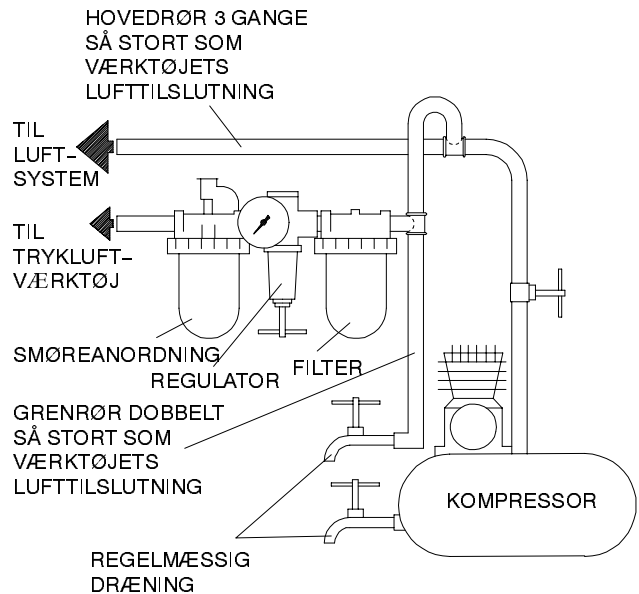 HOVEDRØR 3 GANGE
SÅ STORT SOM
VÆRKTØJETS
LUFTTILSLUTNING
TIL
LUFT–
SYSTEM
TIL
TRYKLUFT–
VÆRKTØJ
SMØREANORDNING
REGULATOR
FILTER
GRENRØR DOBBELT
SÅ STORT SOM
VÆRKTØJETS
LUFTTILSLUTNING
KOMPRESSOR
REGELMÆSSIG
DRÆNING